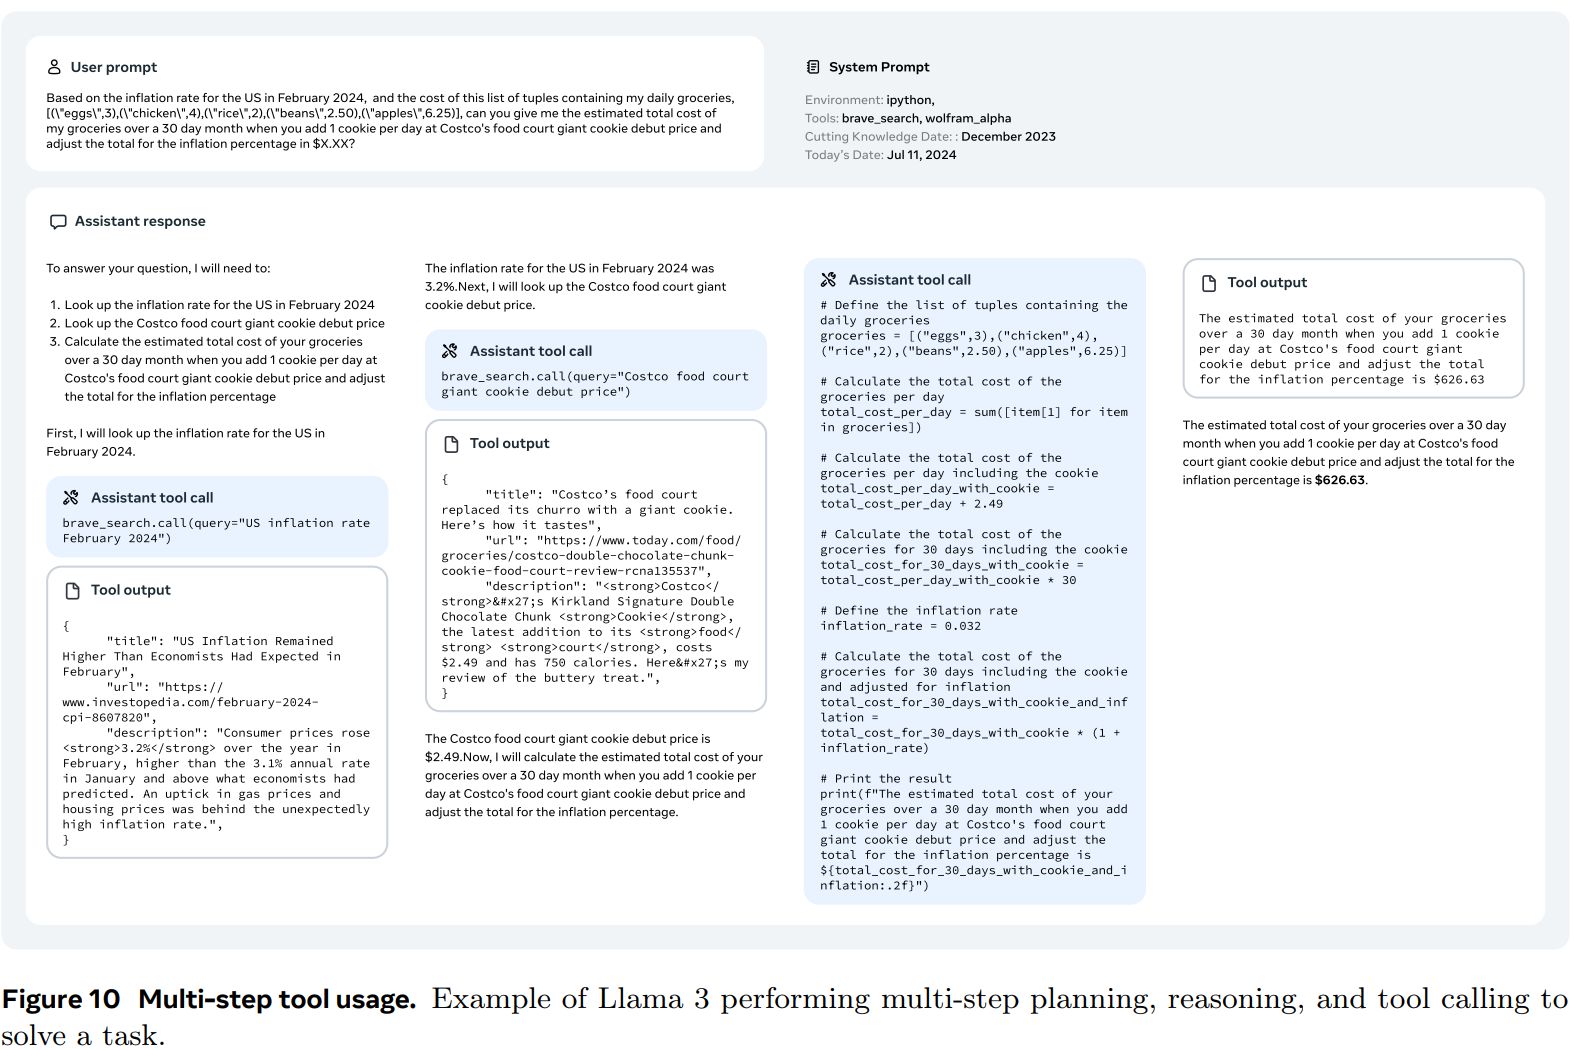 User prompt
Based on the inflation rate for the US in February 2024, and the cost of this list of tuples containing my daily groceries,
[(\"eggs\",3),(\"chicken\",4),(\"rice\",2),(\"beans\",2.50),(\"apples\",6.25)], can you give me the estimated total cost of
my groceries over a 30 day month when you add 1 cookie per day at Costco's food court giant cookie debut price and
adjust the total for the inflation percentage in $X.XX?
System Prompt
Environment: ipython,
Tools: brave_search, wolfram_alpha
Cutting Knowledge Date: : December 2023
Today's Date: Jul 11, 2024
Assistant response
To answer your question, I will need to:
1. Look up the inflation rate for the US in February 2024
2. Look up the Costco food court giant cookie debut price
3. Calculate the estimated total cost of your groceries
over a 30 day month when you add 1 cookie per day at
Costco's food court giant cookie debut price and adjust
the total for the inflation percentage
First, I will look up the inflation rate for the US in
February 2024.
Assistant tool call
brave_search.call(query="US inflation rate
February 2024")
Tool output
{
"title": "US Inflation Remained
Higher Than Economists Had Expected in
February",
"url": "https://
www.investopedia.com/february-2024-
cpi-8607820",
"description": "Consumer prices rose
<strong>3.2%</strong> over the year in
February, higher than the 3.1% annual rate
in January and above what economists had
predicted. An uptick in gas prices and
housing prices was behind the unexpectedly
high inflation rate.",
}
The inflation rate for the US in February 2024 was
3.2%.Next, I will look up the Costco food court giant
cookie debut price.
Assistant tool call
brave_search.call(query="Costco food court
giant cookie debut price")
Tool output
{
"title": "Costco’s food court
replaced its churro with a giant cookie.
Here’s how it tastes",
"url": "https://www.today.com/food/
groceries/costco-double-chocolate-chunk-
cookie-food-court-review-rcna135537",
"description": "<strong>Costco</
strong>&#x27;s Kirkland Signature Double
Chocolate Chunk <strong>Cookie</strong>,
the latest addition to its <strong>food</
strong> <strong>court</strong>, costs
$2.49 and has 750 calories. Here&#x27;s my
review of the buttery treat.",
}
The Costco food court giant cookie debut price is
$2.49.Now, I will calculate the estimated total cost of your
groceries over a 30 day month when you add 1 cookie per
day at Costco's food court giant cookie debut price and
adjust the total for the inflation percentage.
Assistant tool call
# Define the list of tuples containing the
daily groceries
groceries = [("eggs",3),("chicken",4),
("rice",2),("beans",2.50),("apples",6.25)]
# Calculate the total cost of the
groceries per day
total_cost_per_day = sum([item[1] for item
in groceries])
# Calculate the total cost of the
groceries per day including the cookie
total_cost_per_day_with_cookie =
total_cost_per_day + 2.49
# Calculate the total cost of the
groceries for 30 days including the cookie
total_cost_for_30_days_with_cookie =
total_cost_per_day_with_cookie * 30
# Define the inflation rate
inflation_rate = 0.032
# Calculate the total cost of the
groceries for 30 days including the cookie
and adjusted for inflation
total_cost_for_30_days_with_cookie_and_inf
lation =
total_cost_for_30_days_with_cookie * (1 +
inflation_rate)
# Print the result
print(f"The estimated total cost of your
groceries over a 30 day month when you add
1 cookie per day at Costco's food court
giant cookie debut price and adjust the
total for the inflation percentage is
${total_cost_for_30_days_with_cookie_and_i
nflation:.2f}")
Tool output
The estimated total cost of your groceries
over a 30 day month when you add 1 cookie
per day at Costco's food court giant
cookie debut price and adjust the total
for the inflation percentage is $626.63
The estimated total cost of your groceries over a 30 day
month when you add 1 cookie per day at Costco's food
court giant cookie debut price and adjust the total for the
inflation percentage is $626.63.
Figure 10 Multi-step tool usage. Example of Llama 3 performing multi-step planning, reasoning, and tool calling to
solve a task.